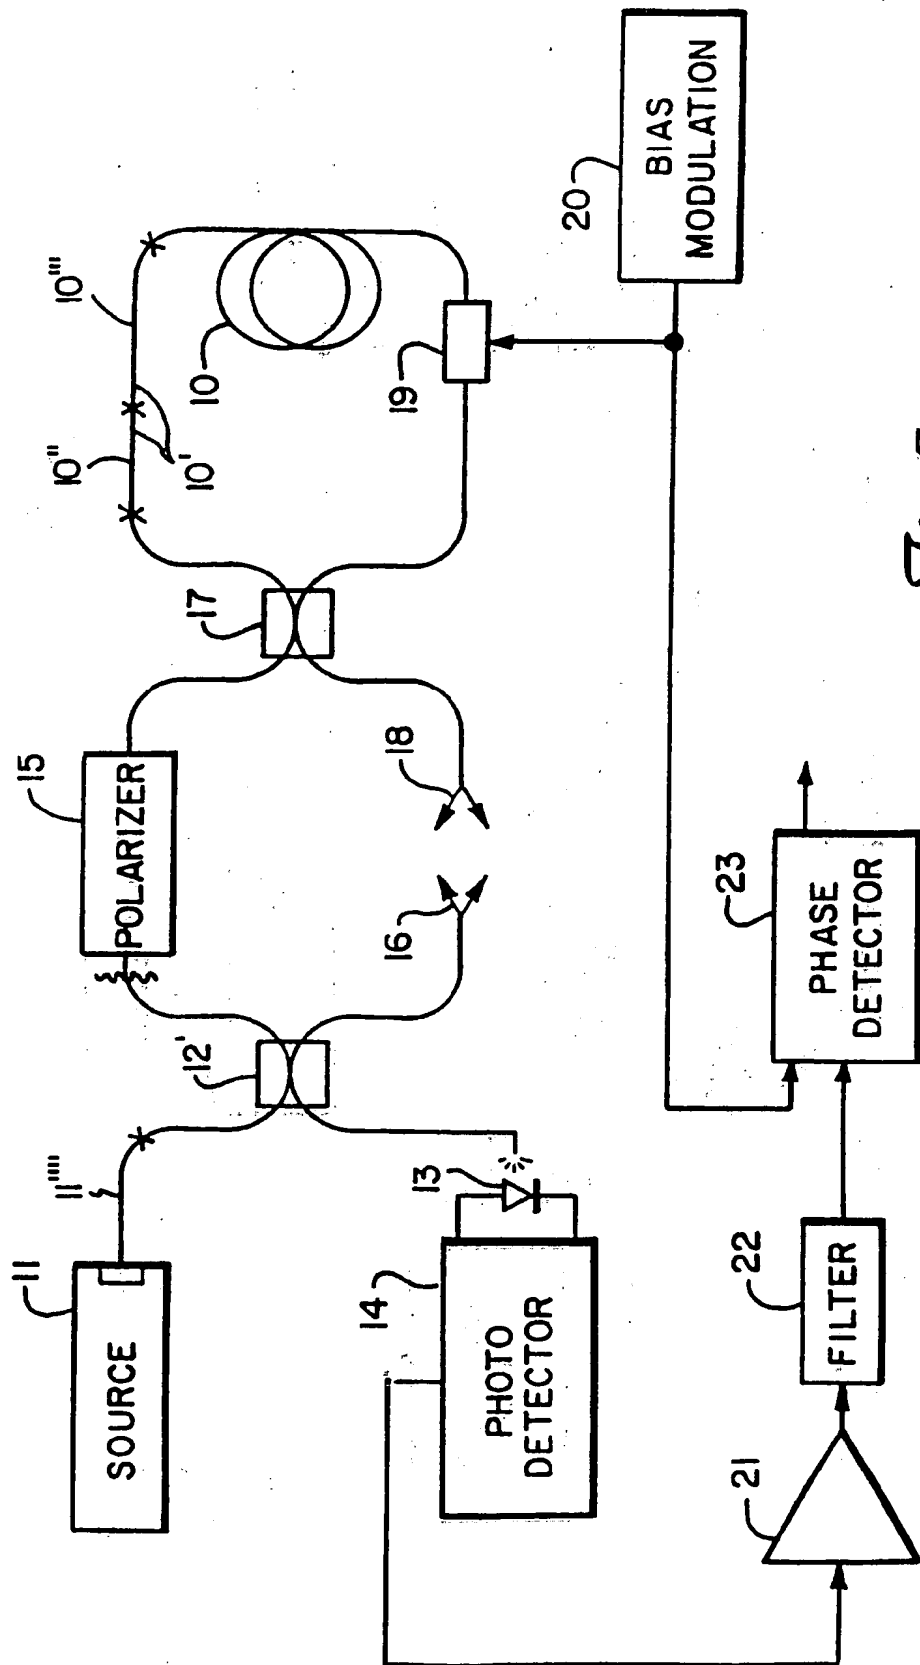 11
SOURCE
11''''
12'
13
14
PHOTO
DETECTOR
15
POLARIZER
16
18
17
10''
10'
10'''
10
19
20
BIAS
MODULATION
21
22
FILTER
23
PHASE
DETECTOR